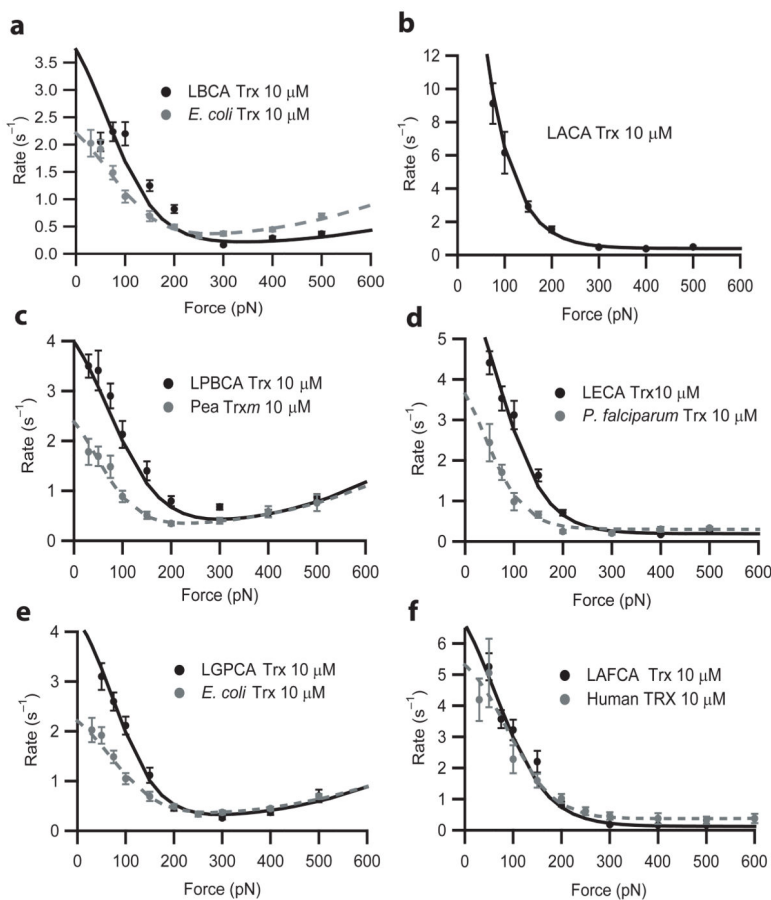 a
3.5
3.0
2.5
2.0
1.5
1.0
0.5
0.0
Rate (s⁻¹)
LBCA Trx 10 μM
E. coli Trx 10 μM
0 100 200 300 400 500 600
Force (pN)
b
12
10
8
6
4
2
0
Rate (s⁻¹)
LACA Trx 10 μM
0 100 200 300 400 500 600
Force (pN)
c
4
3
2
1
0
Rate (s⁻¹)
LPBCA Trx 10 μM
Pea Trxm 10 μM
0 100 200 300 400 500 600
Force (pN)
d
5
4
3
2
1
0
Rate (s⁻¹)
LECA Trx10 μM
P. falciparum Trx 10 μM
0 100 200 300 400 500 600
Force (pN)
e
4
3
2
1
0
Rate (s⁻¹)
LGPCA Trx 10 μM
E. coli Trx 10 μM
0 100 200 300 400 500 600
Force (pN)
f
6
5
4
3
2
1
0
Rate (s⁻¹)
LAFCA Trx 10 μM
Human TRX 10 μM
0 100 200 300 400 500 600
Force (pN)